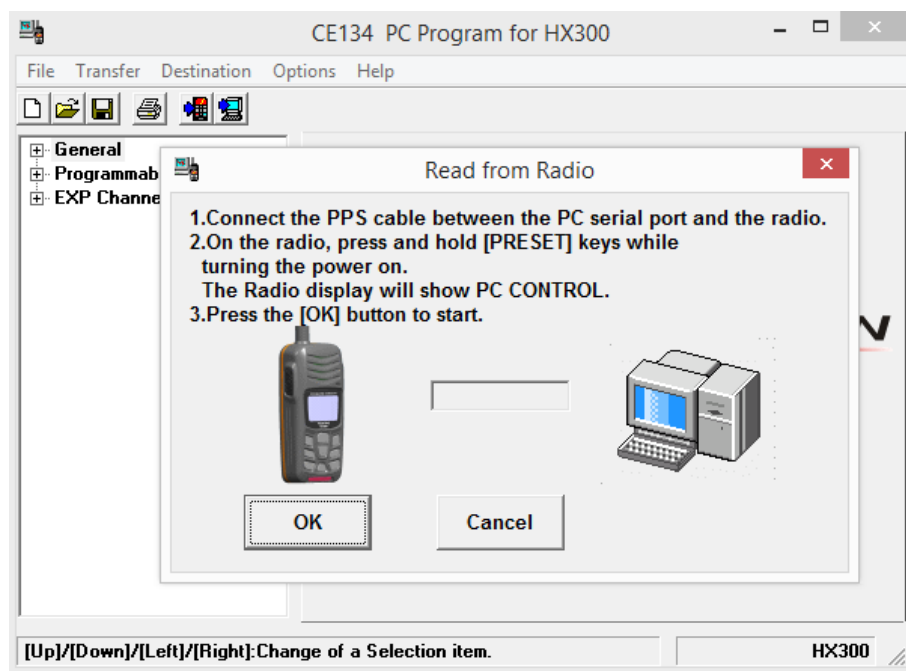 CE134 PC Program for HX300
File Transfer Destination Options Help
General
Programmab
EXP Channe
Read from Radio
1.Connect the PPS cable between the PC serial port and the radio.
2.On the radio, press and hold [PRESET] keys while
turning the power on.
The Radio display will show PC CONTROL.
3.Press the [OK] button to start.
N
OK
Cancel
[Up]/[Down]/[Left]/[Right]:Change of a Selection item.
HX300